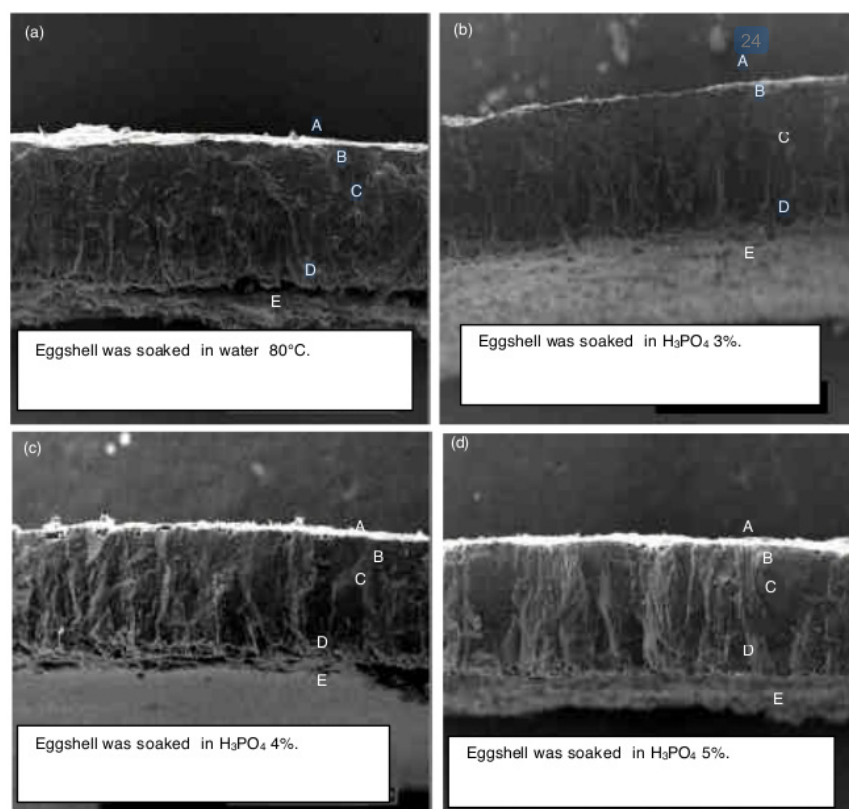 (a)
A
B
C
D
E
Eggshell was soaked in water 80°C.
(b)
24
A
B
C
D
E
Eggshell was soaked in H₃PO₄ 3%.
(c)
A
B
C
D
E
Eggshell was soaked in H₃PO₄ 4%.
(d)
A
B
C
D
E
Eggshell was soaked in H₃PO₄ 5%.